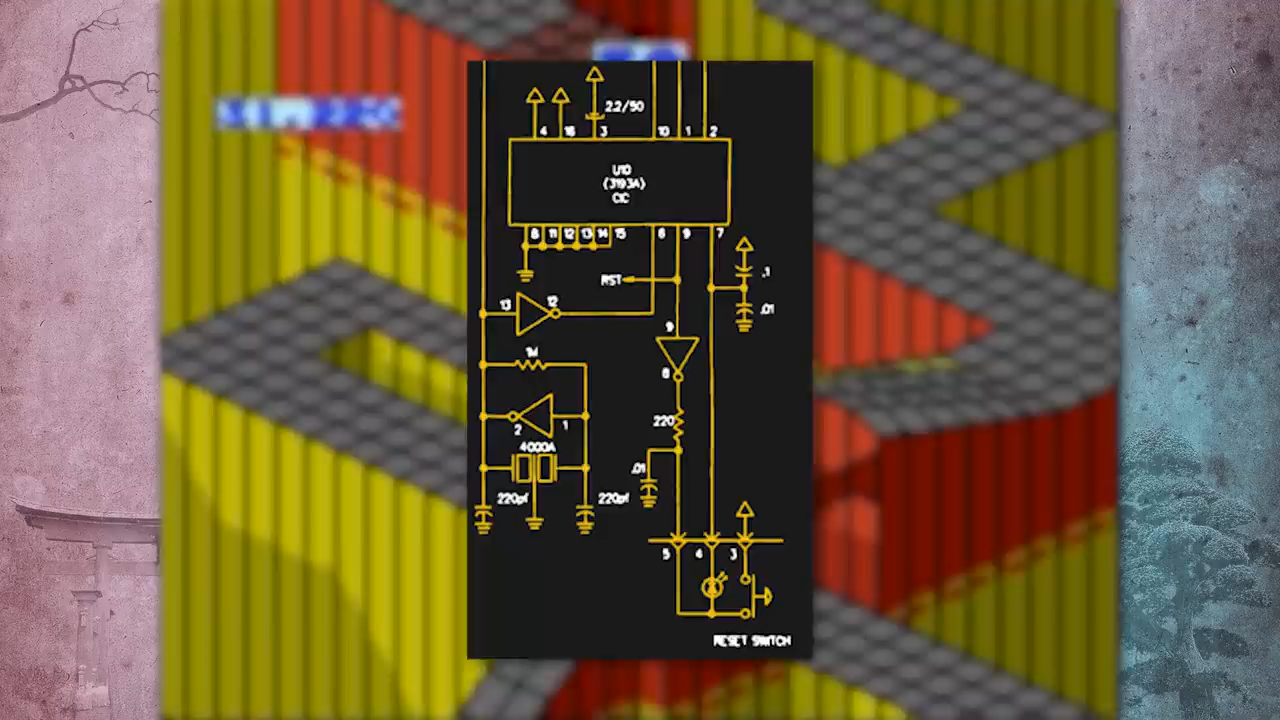 2.2/50
4 16 3 10 1 2
U10
(3193A)
CIC
8 11 12 13 14 15 6 9 7
.1
RST
.01
13 12
9
1M
8
2 1
220
4000A
.01
220pf 220pf
5 4 3
RESET SWITCH